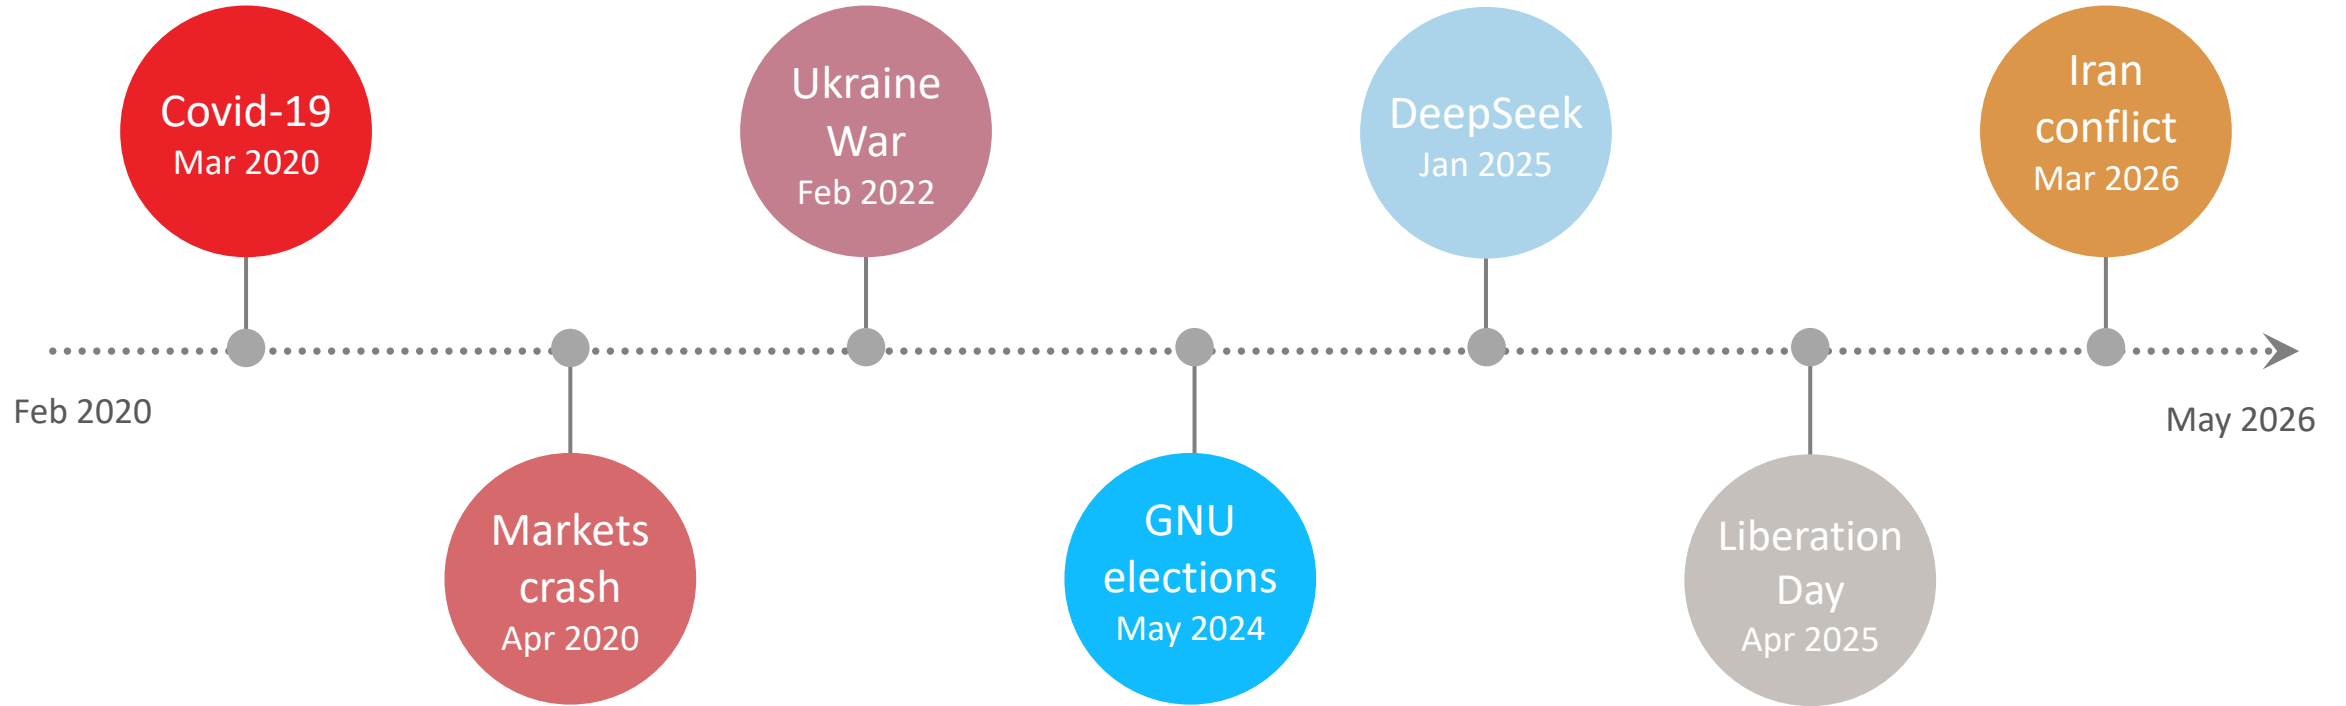 Covid-19
Mar 2020
Ukraine
War
Feb 2022
DeepSeek
Jan 2025
Iran
conflict
Mar 2026
Feb 2020
May 2026
Markets
crash
Apr 2020
GNU
elections
May 2024
Liberation
Day
Apr 2025